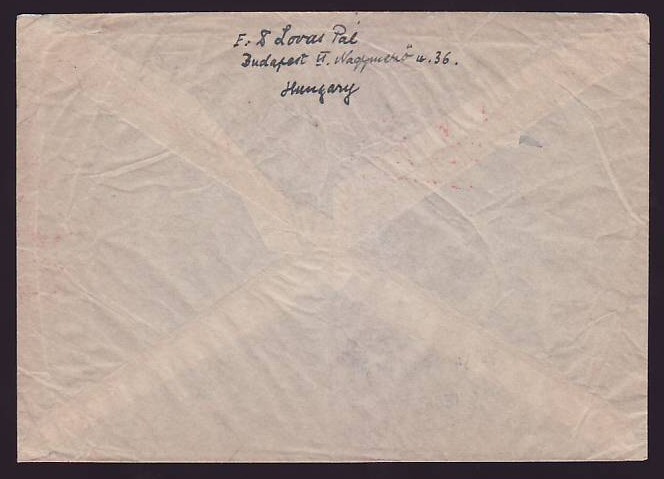 F: D Lovas Pál
Budapest II. Nagymező u. 36.
Hungary